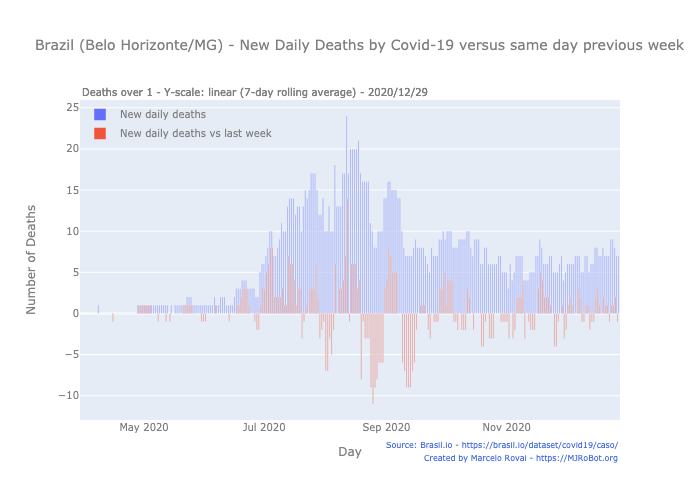 Brazil (Belo Horizonte/MG) - New Daily Deaths by Covid-19 versus same day previous week
Deaths over 1 - Y-scale: linear (7-day rolling average) - 2020/12/29
New daily deaths
New daily deaths vs last week
Number of Deaths
25
20
15
10
5
0
−5
−10
May 2020
Jul 2020
Sep 2020
Nov 2020
Day
Source: Brasil.io - https://brasil.io/dataset/covid19/caso/
Created by Marcelo Rovai - https://MJRoBot.org